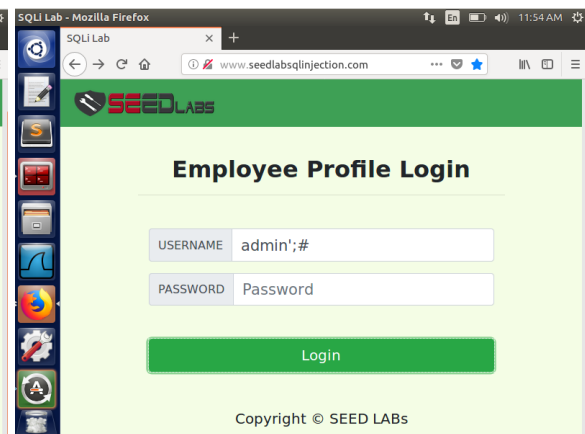 SQLi Lab - Mozilla Firefox
En
11:54 AM
SQLi Lab
www.seedlabsqlinjection.com
SEEDLABS
Employee Profile Login
USERNAME admin';#
PASSWORD Password
Login
Copyright © SEED LABs